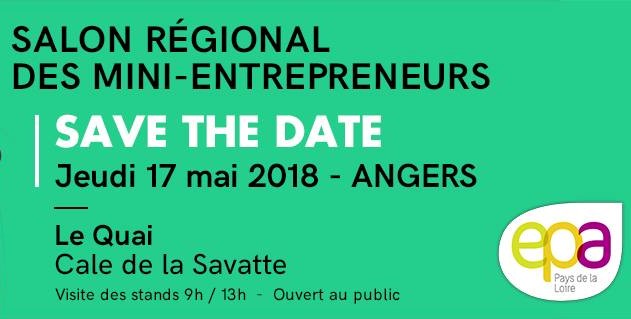 SALON RÉGIONAL
DES MINI-ENTREPRENEURS
SAVE THE DATE
Jeudi 17 mai 2018 - ANGERS
Le Quai
Cale de la Savatte
Visite des stands 9h / 13h - Ouvert au public
epa
Pays de la
Loire